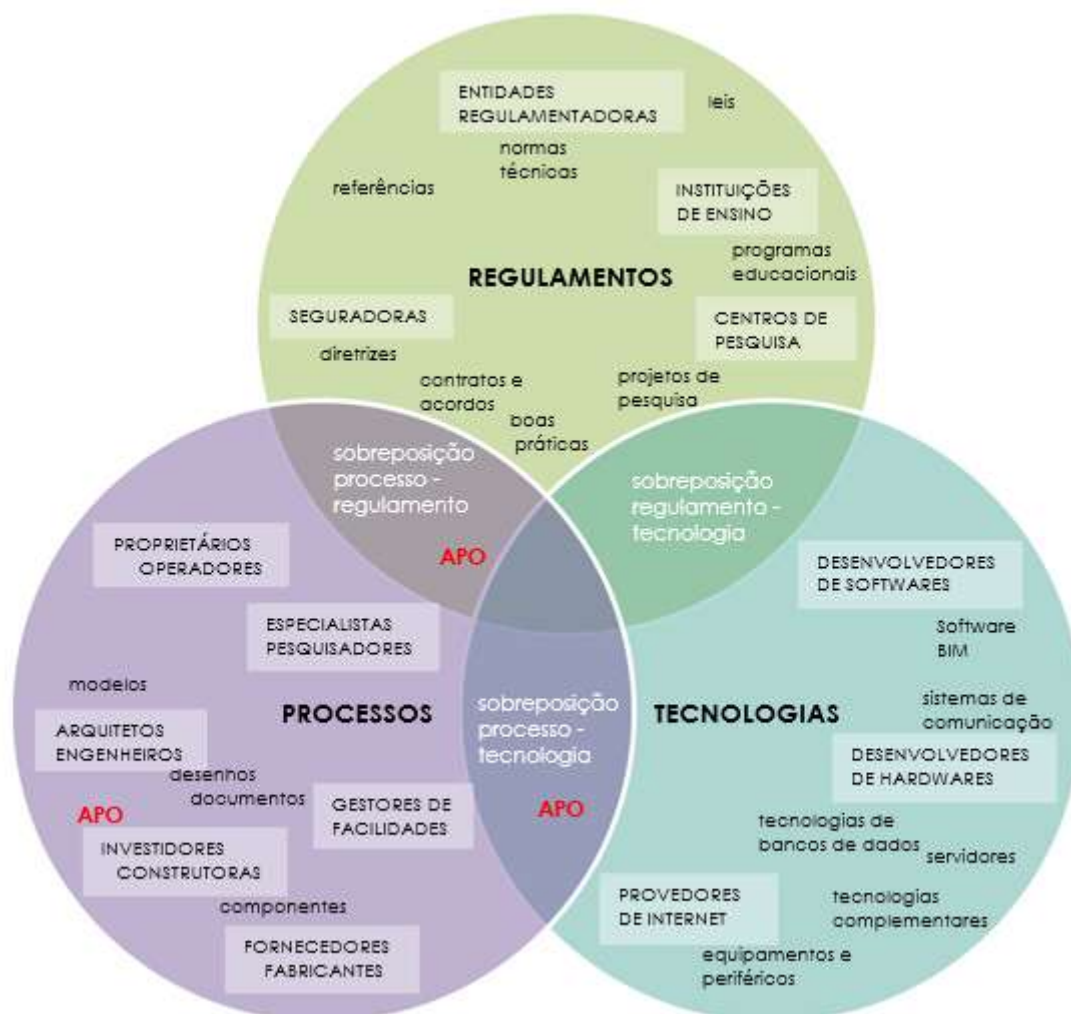 ENTIDADES
REGULAMENTADORAS
leis
normas
técnicas
referências
INSTITUIÇÕES
DE ENSINO
programas
educacionais
REGULAMENTOS
SEGURADORAS
diretrizes
CENTROS DE
PESQUISA
contratos e
acordos
projetos de
pesquisa
boas
práticas
sobreposição
processo -
regulamento
APO
sobreposição
regulamento -
tecnologia
PROPRIETÁRIOS
OPERADORES
ESPECIALISTAS
PESQUISADORES
modelos
PROCESSOS
ARQUITETOS
ENGENHEIROS
desenhos
documentos
APO
GESTORES DE
FACILIDADES
INVESTIDORES
CONSTRUTORAS
componentes
FORNECEDORES
FABRICANTES
sobreposição
processo -
tecnologia
APO
DESENVOLVEDORES
DE SOFTWARES
Software
BIM
TECNOLOGIAS
sistemas de
comunicação
DESENVOLVEDORES
DE HARDWARES
tecnologias de
bancos de dados
servidores
PROVEDORES
DE INTERNET
tecnologias
complementares
equipamentos e
periféricos